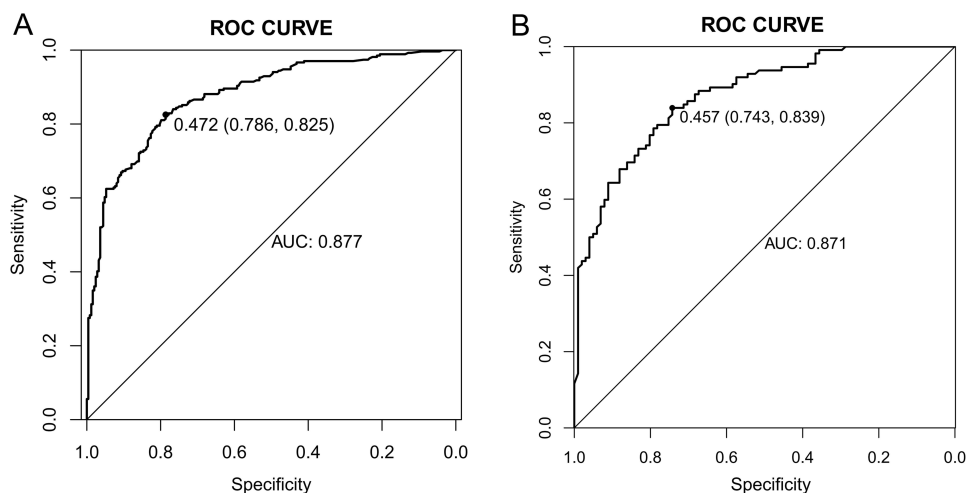 A
ROC CURVE
Sensitivity
1.0
0.8
0.6
0.4
0.2
0.0
0.472 (0.786, 0.825)
AUC: 0.877
1.0 0.8 0.6 0.4 0.2 0.0
Specificity
B
ROC CURVE
Sensitivity
1.0
0.8
0.6
0.4
0.2
0.0
0.457 (0.743, 0.839)
AUC: 0.871
1.0 0.8 0.6 0.4 0.2 0.0
Specificity